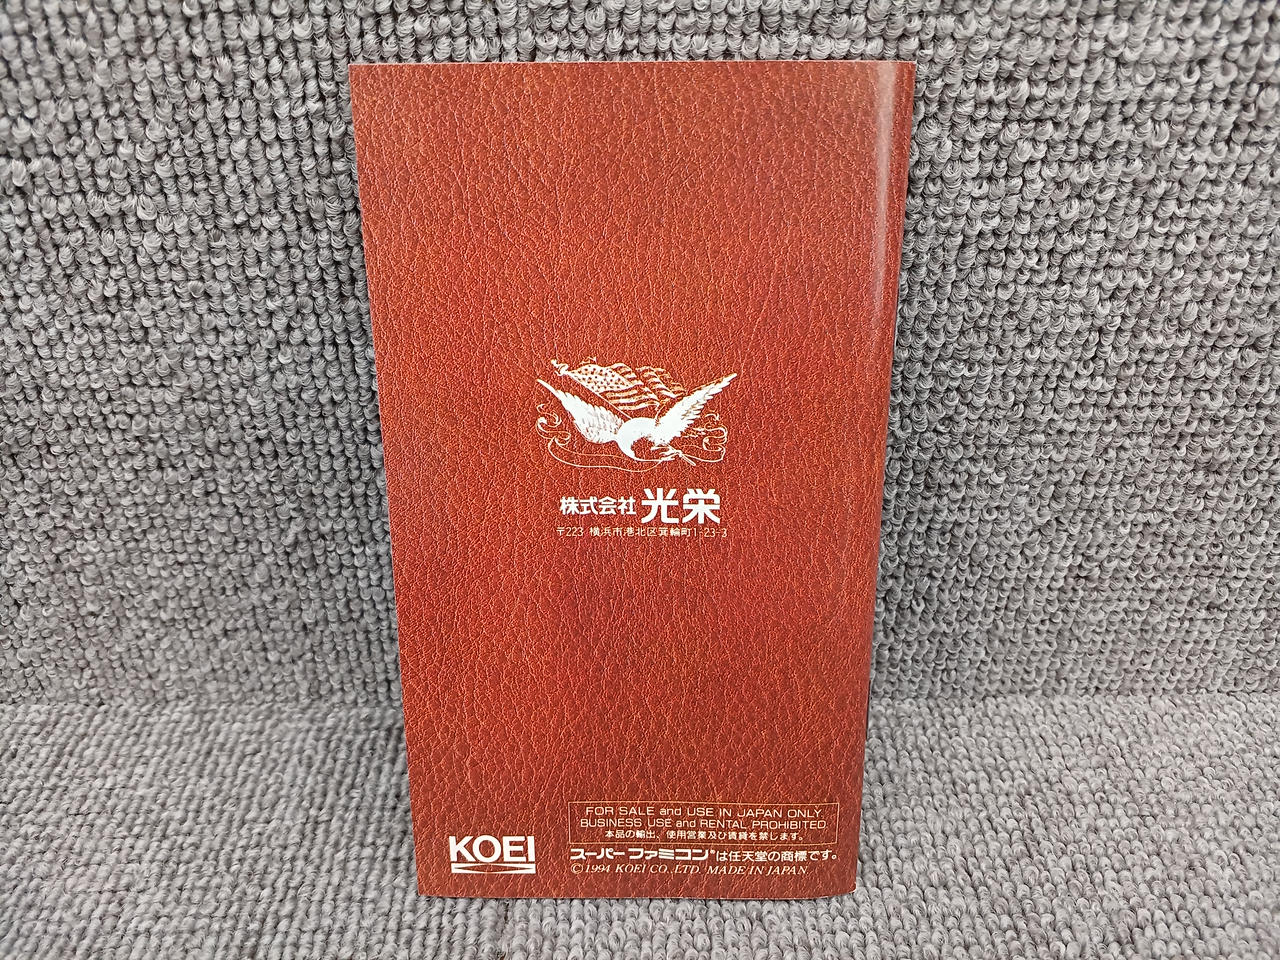 株式会社 光栄
〒223 横浜市港北区箕輪町1-23-3
FOR SALE and USE IN JAPAN ONLY.
BUSINESS USE and RENTAL PROHIBITED.
本品の輸出、使用営業及び賃貸を禁じます。
KOEI
スーパーファミコン®は任天堂の商標です。
©1994 KOEI CO., LTD. MADE IN JAPAN